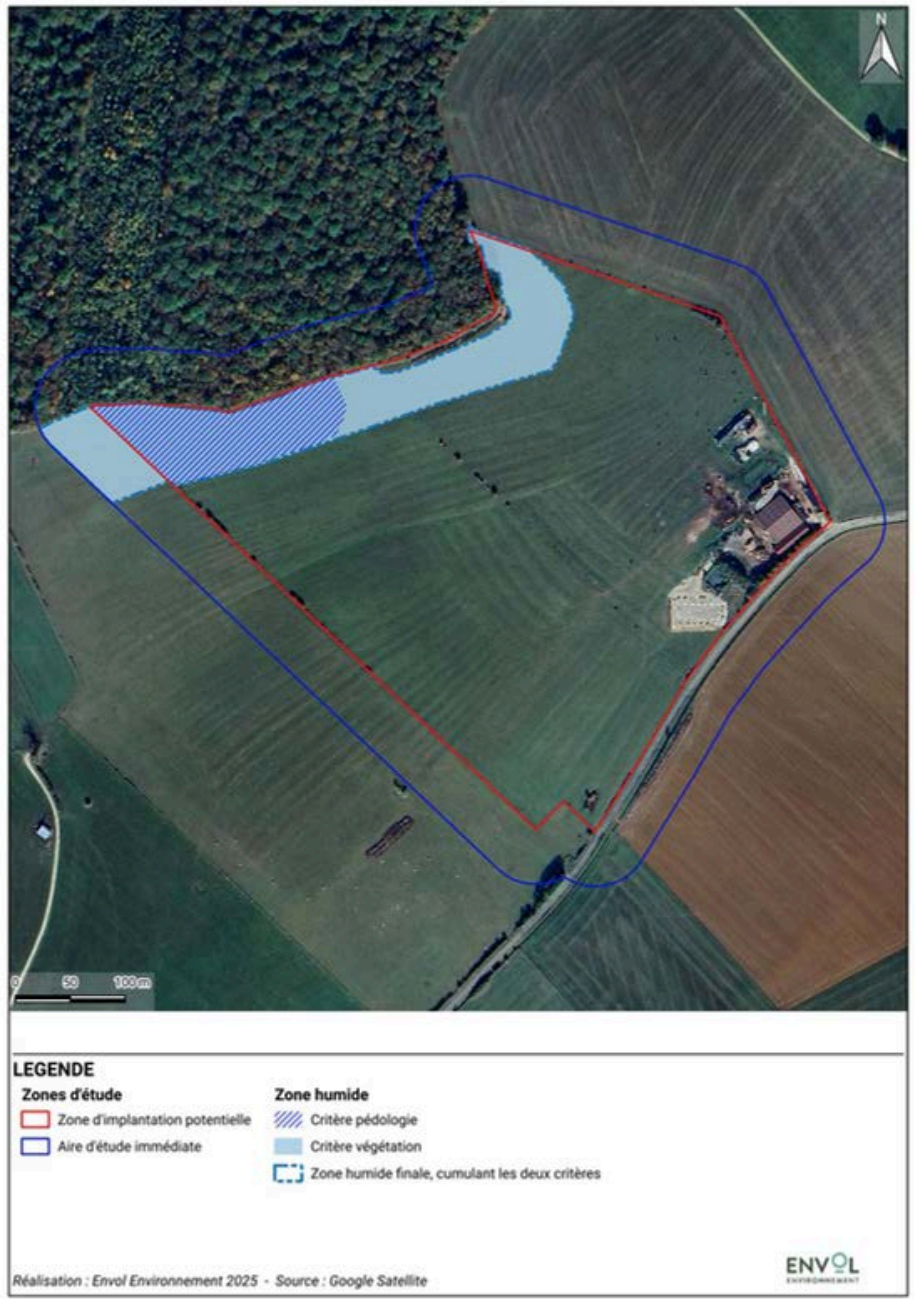 N
0 50 100 m
LEGENDE
Zones d'étude
Zone d'implantation potentielle
Aire d'étude immédiate
Zone humide
Critère pédologie
Critère végétation
Zone humide finale, cumulant les deux critères
Réalisation : Envol Environnement 2025 - Source : Google Satellite
ENVOL
ENVIRONNEMENT